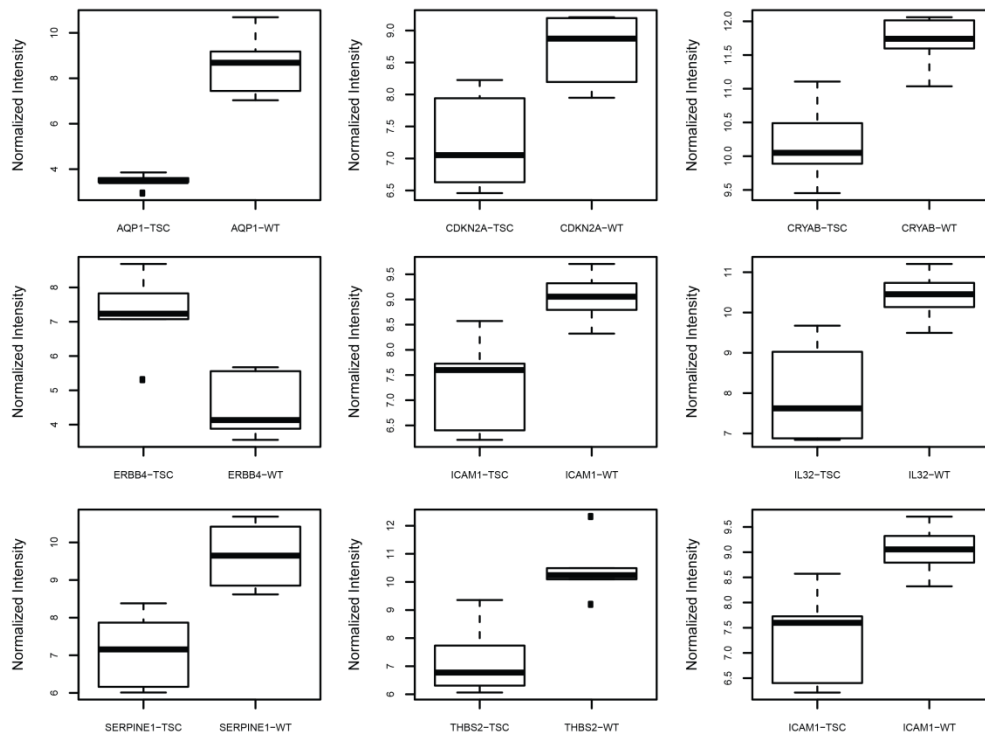 Normalized Intensity
10
8
6
4
AQP1−TSC AQP1−WT
Normalized Intensity
9.0
8.5
8.0
7.5
7.0
6.5
CDKN2A−TSC CDKN2A−WT
Normalized Intensity
12.0
11.5
11.0
10.5
10.0
9.5
CRYAB−TSC CRYAB−WT
Normalized Intensity
8
7
6
5
4
ERBB4−TSC ERBB4−WT
Normalized Intensity
9.5
9.0
8.5
8.0
7.5
7.0
6.5
ICAM1−TSC ICAM1−WT
Normalized Intensity
11
10
9
8
7
IL32−TSC IL32−WT
Normalized Intensity
10
9
8
7
6
SERPINE1−TSC SERPINE1−WT
Normalized Intensity
12
11
10
9
8
7
6
THBS2−TSC THBS2−WT
Normalized Intensity
9.5
9.0
8.5
8.0
7.5
7.0
6.5
ICAM1−TSC ICAM1−WT